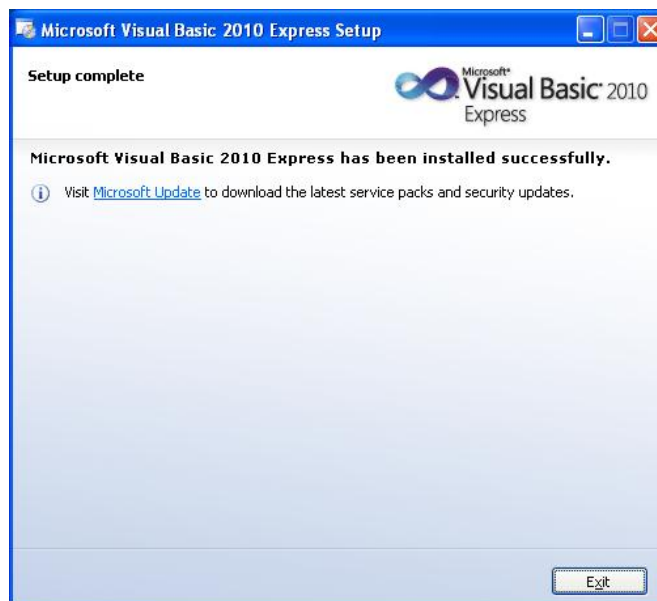 Microsoft Visual Basic 2010 Express Setup
Setup complete
Microsoft®
Visual Basic® 2010
Express
Microsoft Visual Basic 2010 Express has been installed successfully.
Visit Microsoft Update to download the latest service packs and security updates.
Exit